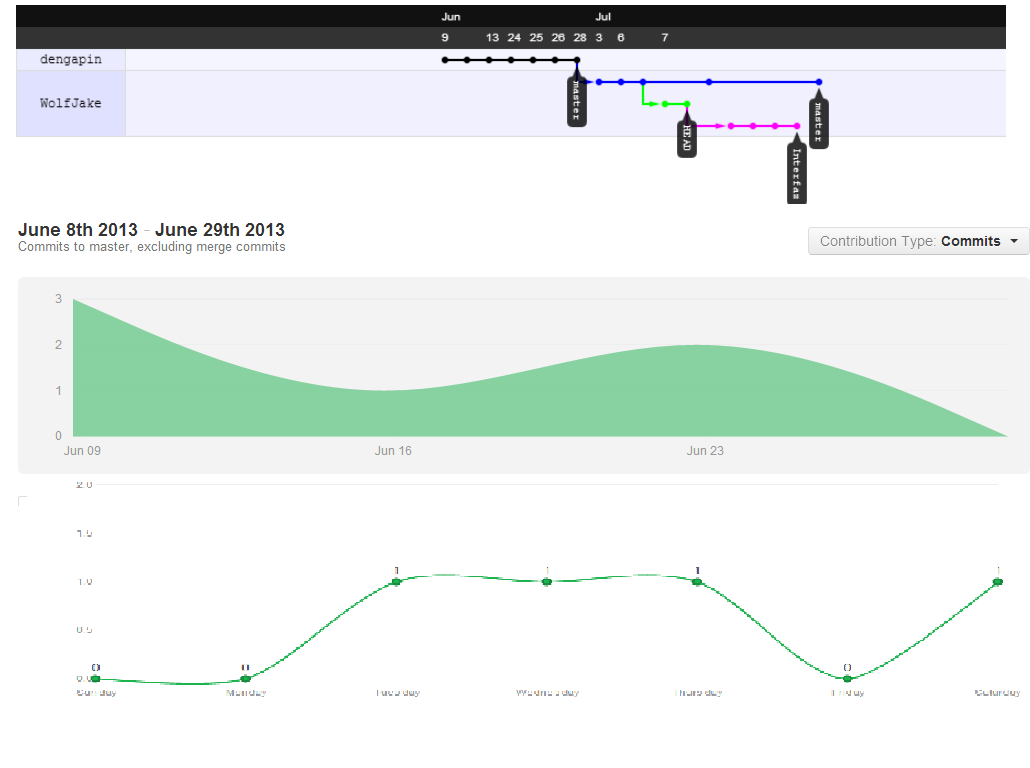 Jun Jul
9 13 24 25 26 28 3 6 7
dengapin
WolfJake
master
master
HEAD
Interfaz
June 8th 2013 - June 29th 2013
Commits to master, excluding merge commits
Contribution Type: Commits
3
2
1
0
Jun 09 Jun 16 Jun 23
2.0
1.5
1 1 1 1
1.0
0.5
0 0 0
0.0
Sunday Monday Tuesday Wednesday Thursday Friday Saturday